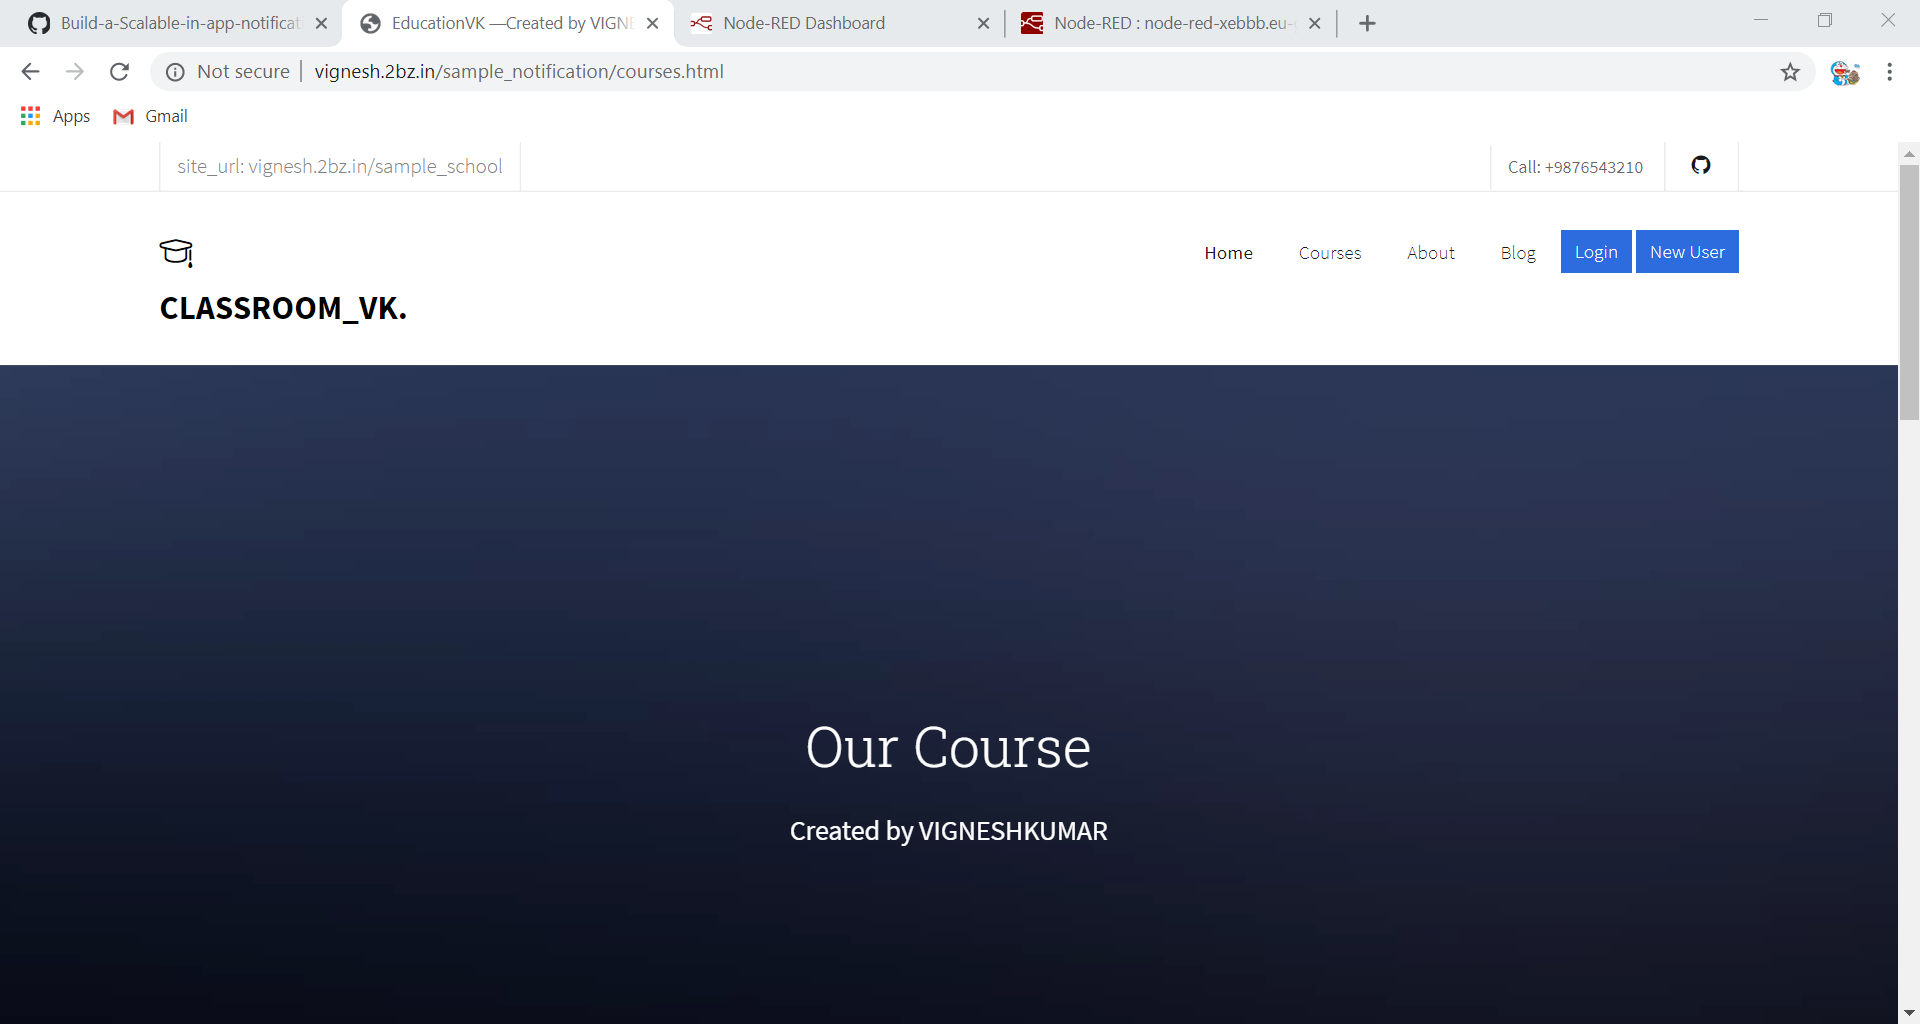 Build-a-Scalable-in-app-notificat
EducationVK —Created by VIGNE
Node-RED Dashboard
Node-RED : node-red-xebbb.eu-
Not secure
vignesh.2bz.in/sample_notification/courses.html
Apps
Gmail
site_url: vignesh.2bz.in/sample_school
Call: +9876543210
Home
Courses
About
Blog
Login
New User
CLASSROOM_VK.
Our Course
Created by VIGNESHKUMAR